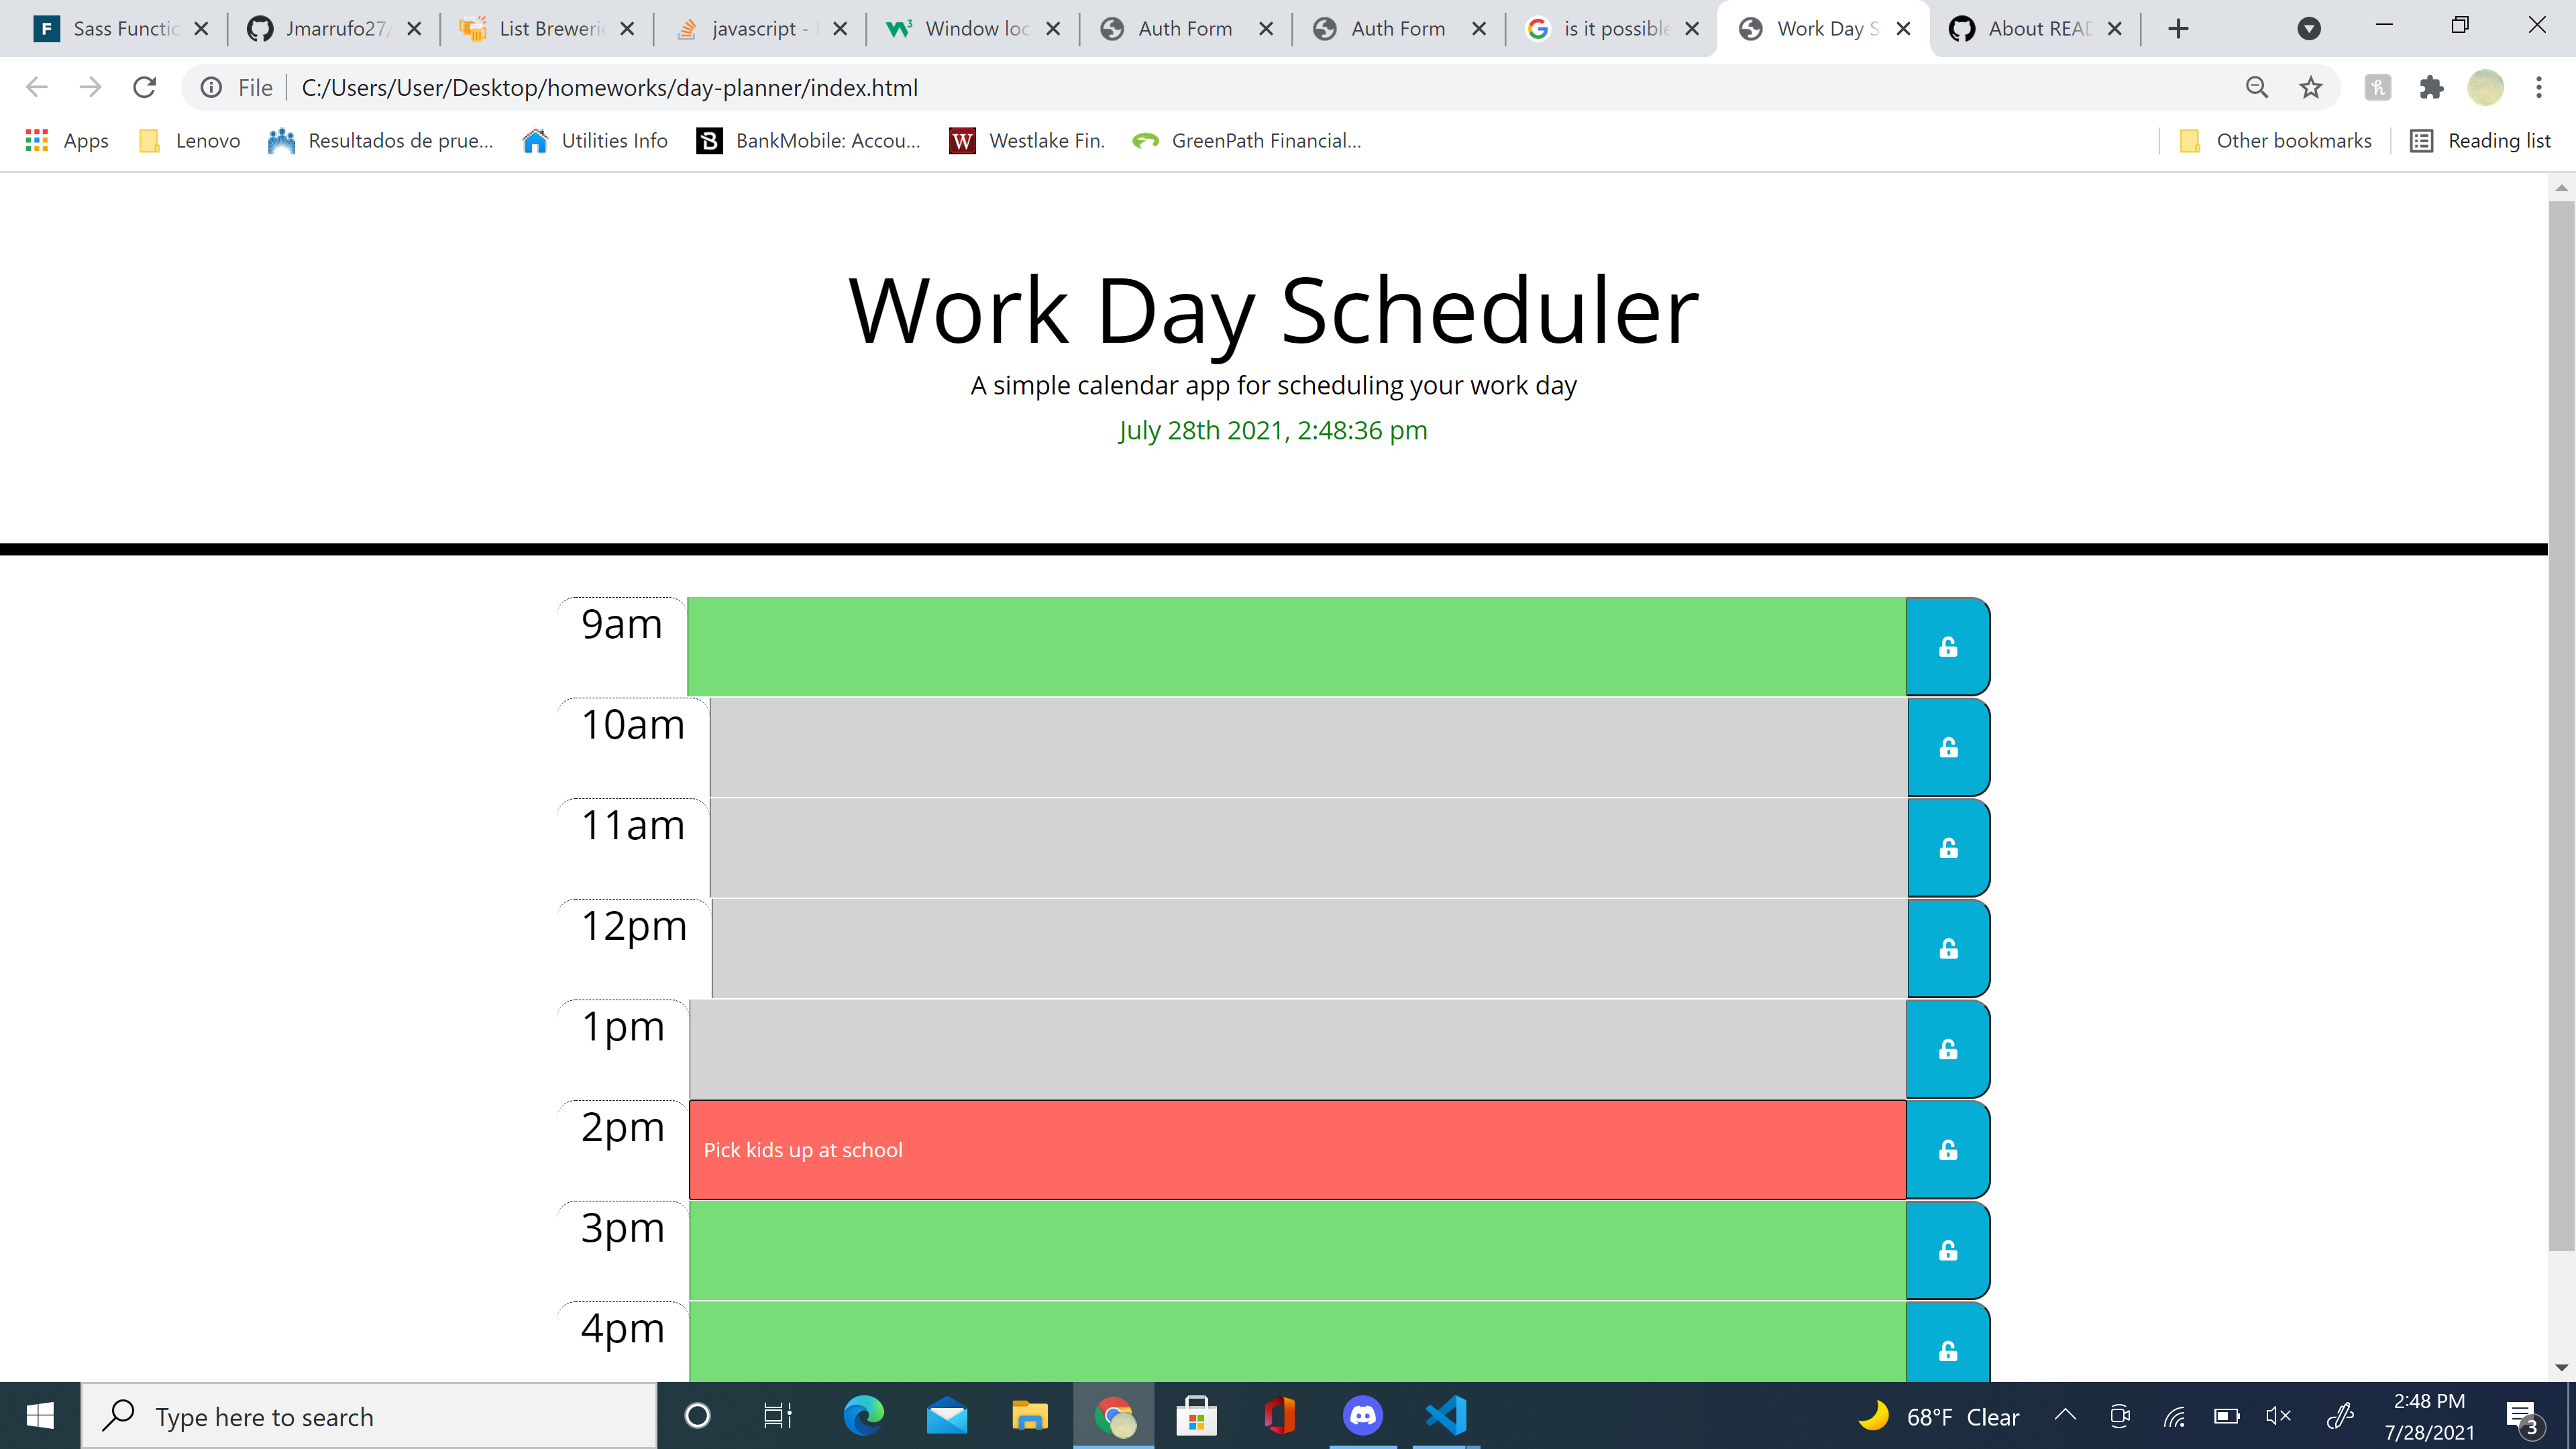 Sass Functio
Jmarrufo27/
List Brewerie
javascript -
Window loc
Auth Form
Auth Form
is it possible
Work Day S
About READ
File
C:/Users/User/Desktop/homeworks/day-planner/index.html
Apps
Lenovo
Resultados de prue...
Utilities Info
BankMobile: Accou...
Westlake Fin.
GreenPath Financial...
Other bookmarks
Reading list
Work Day Scheduler
A simple calendar app for scheduling your work day
July 28th 2021, 2:48:36 pm
9am
10am
11am
12pm
1pm
2pm
Pick kids up at school
3pm
4pm
Type here to search
68°F Clear
2:48 PM
7/28/2021
3